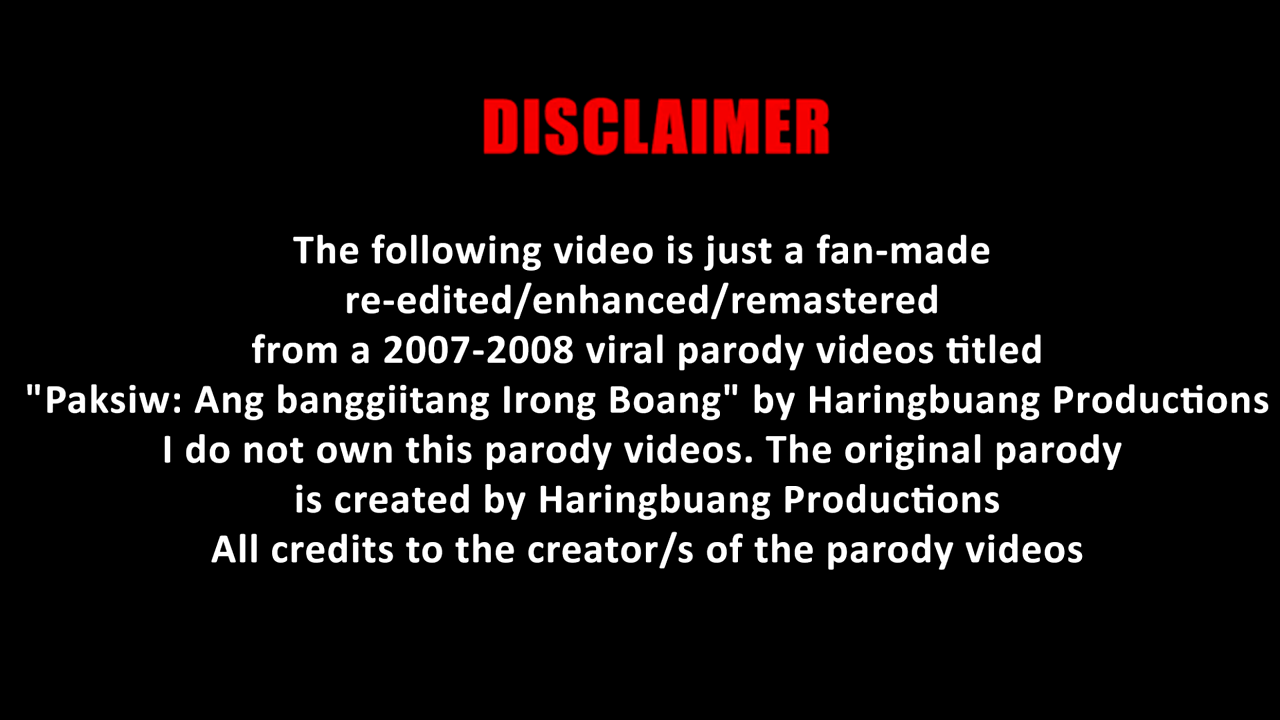 DISCLAIMER
The following video is just a fan-made
re-edited/enhanced/remastered
from a 2007-2008 viral parody videos titled
"Paksiw: Ang banggiitang Irong Boang" by Haringbuang Productions
I do not own this parody videos. The original parody
is created by Haringbuang Productions
All credits to the creator/s of the parody videos